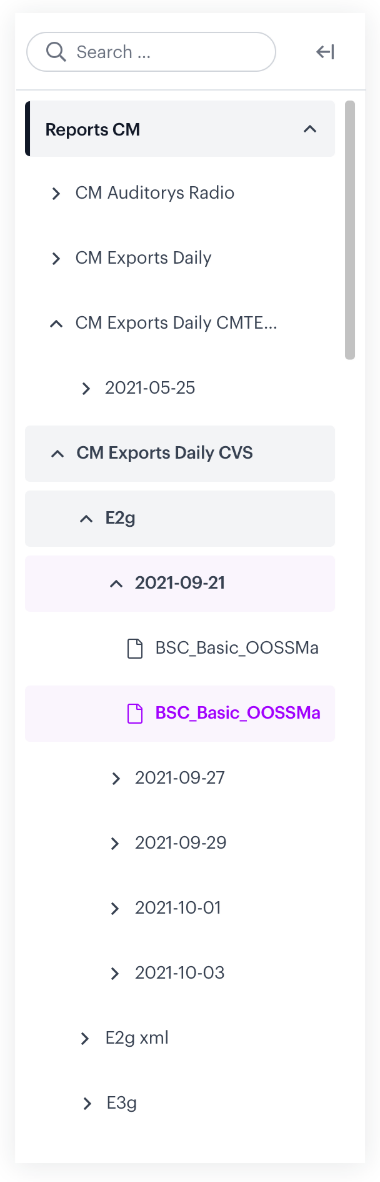 Search ...
Reports CM
CM Auditorys Radio
CM Exports Daily
CM Exports Daily CMTE...
2021-05-25
CM Exports Daily CVS
E2g
2021-09-21
BSC_Basic_OOSSMa
BSC_Basic_OOSSMa
2021-09-27
2021-09-29
2021-10-01
2021-10-03
E2g xml
E3g